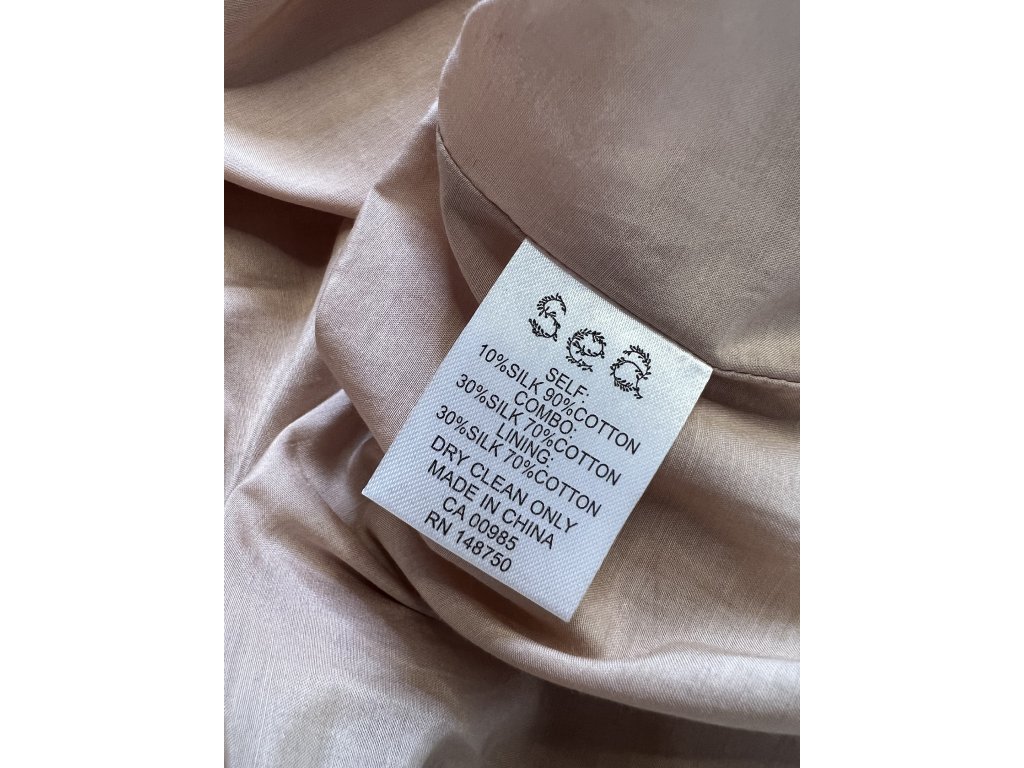 Sea
SELF:
10%SILK 90%COTTON
COMBO:
30%SILK 70%COTTON
LINING:
30%SILK 70%COTTON
DRY CLEAN ONLY
MADE IN CHINA
CA 00985
RN 148750